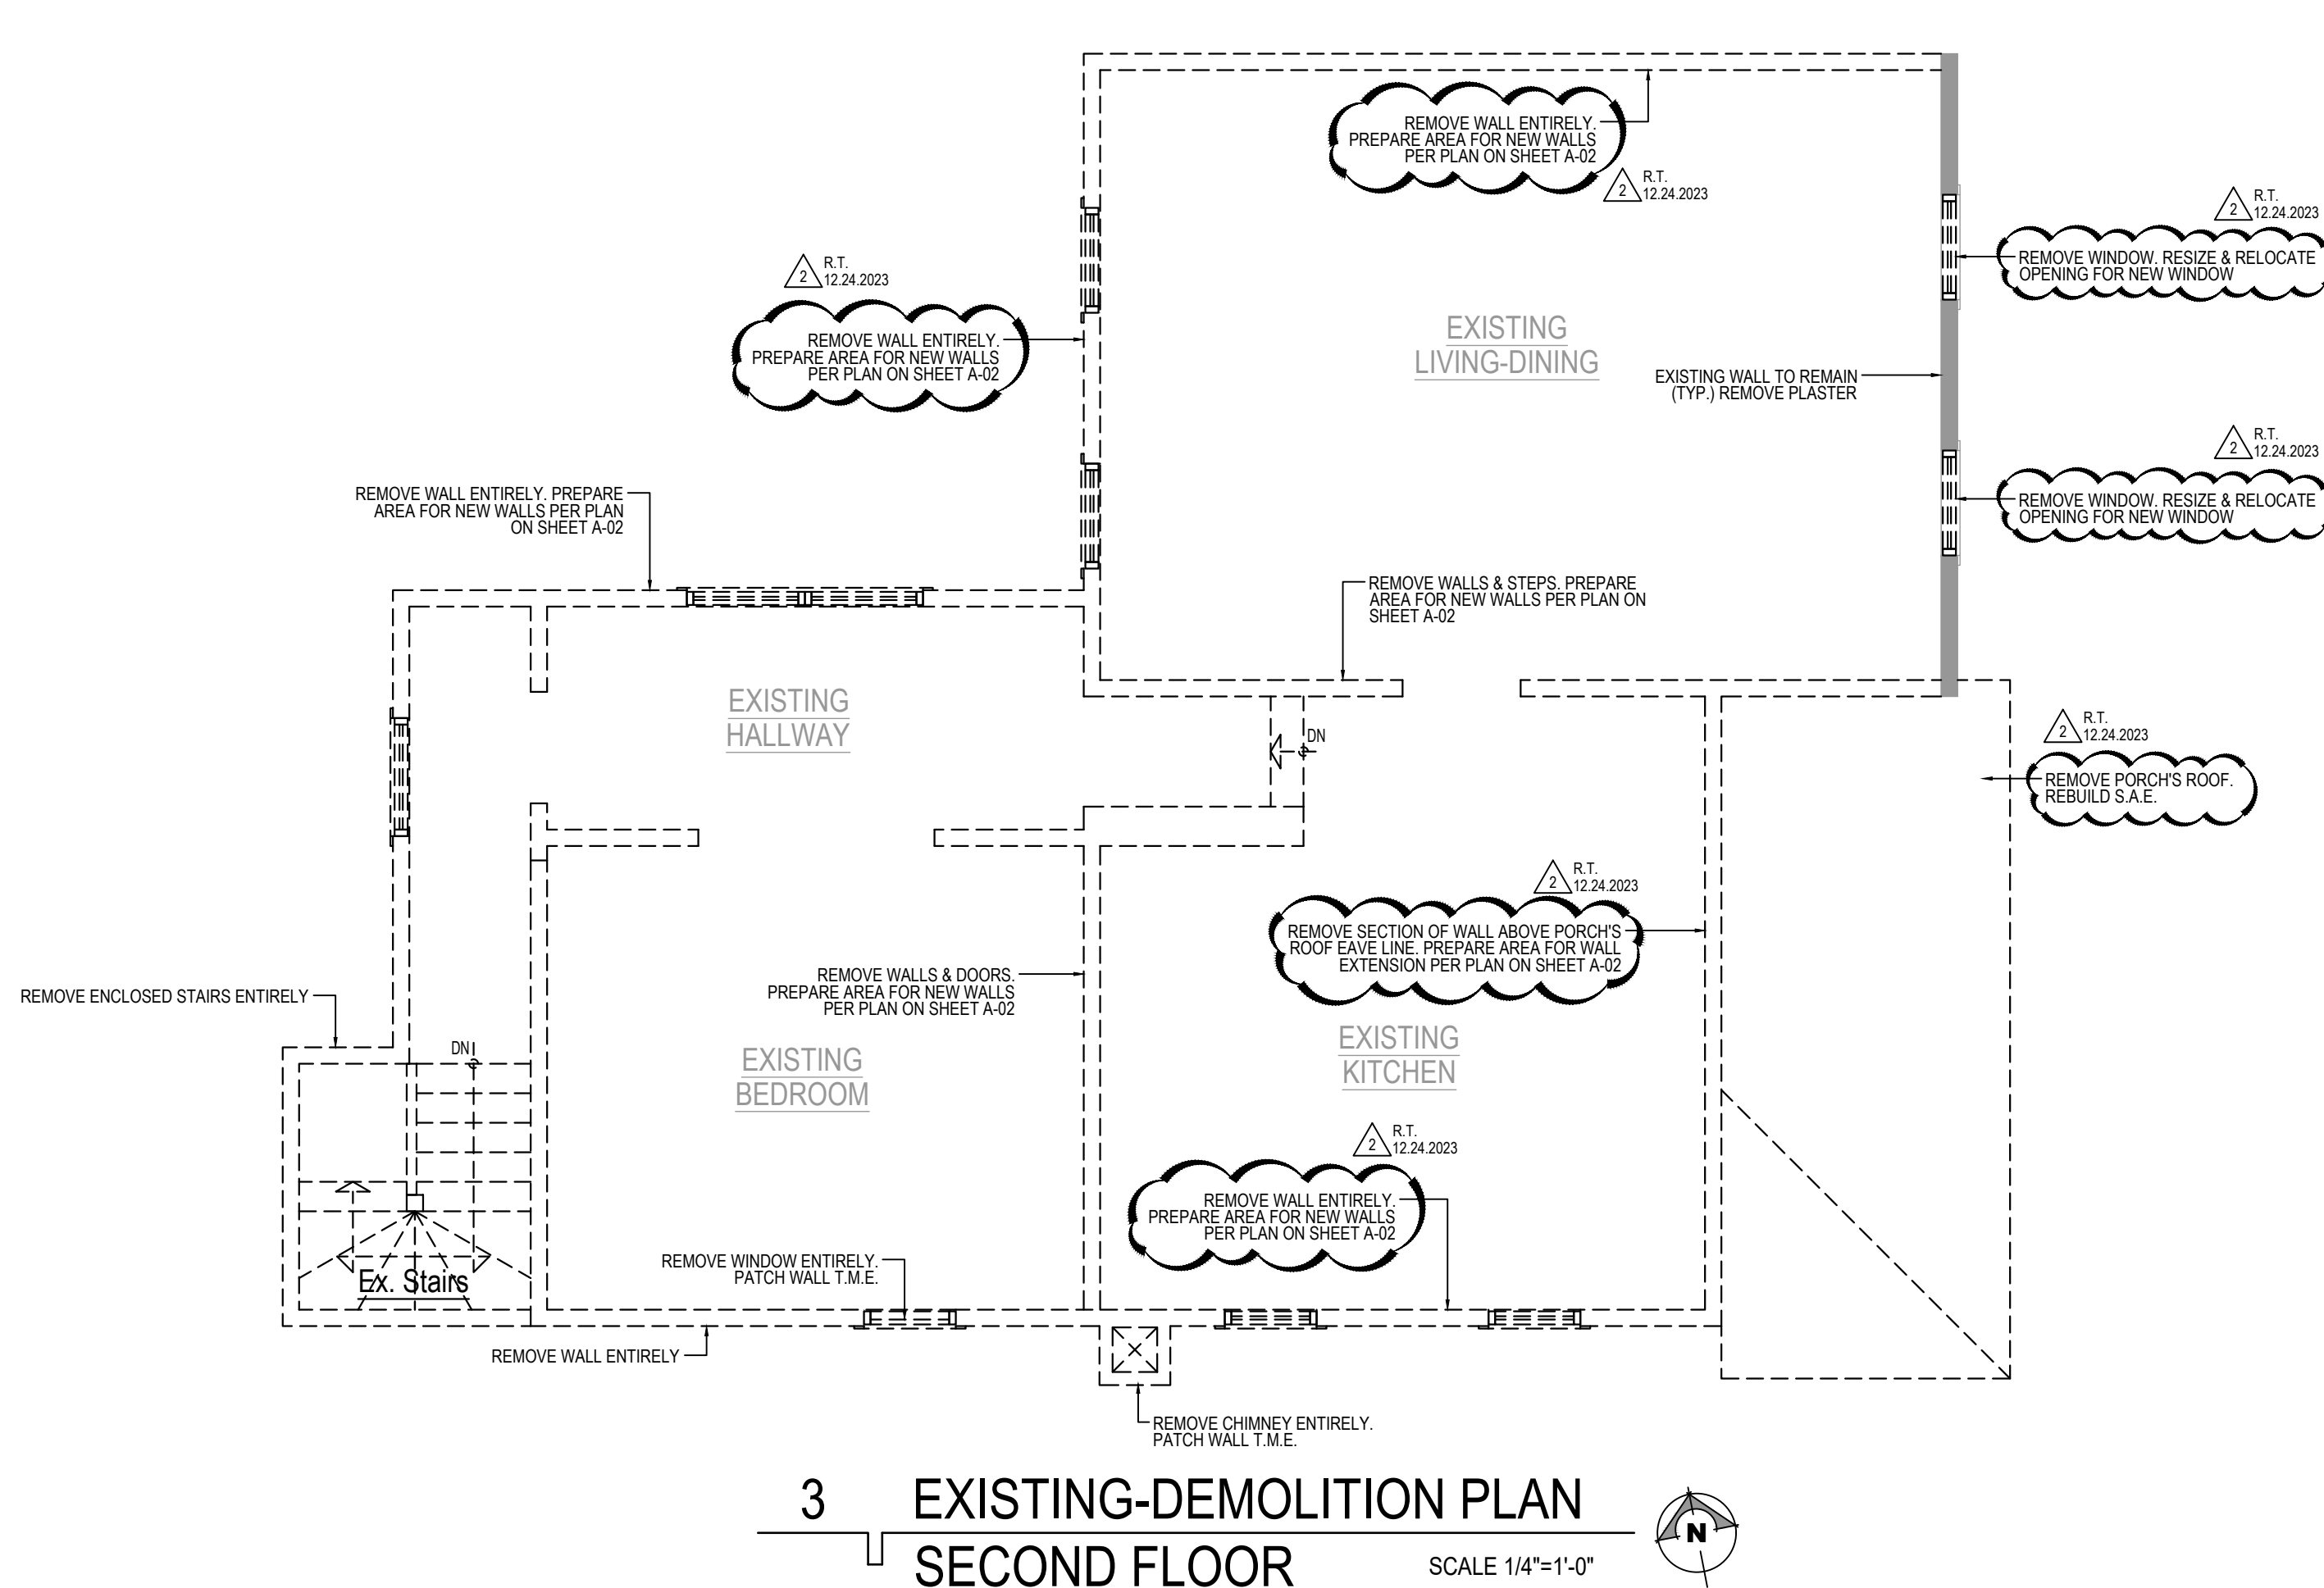 REMOVE WALL ENTIRELY.
PREPARE AREA FOR NEW WALLS
PER PLAN ON SHEET A-02
2
R.T.
12.24.2023
2
R.T.
12.24.2023
REMOVE WINDOW. RESIZE & RELOCATE
OPENING FOR NEW WINDOW
2
R.T.
12.24.2023
REMOVE WALL ENTIRELY.
PREPARE AREA FOR NEW WALLS
PER PLAN ON SHEET A-02
EXISTING
LIVING-DINING
EXISTING WALL TO REMAIN
(TYP.) REMOVE PLASTER
2
R.T.
12.24.2023
REMOVE WINDOW. RESIZE & RELOCATE
OPENING FOR NEW WINDOW
REMOVE WALL ENTIRELY. PREPARE
AREA FOR NEW WALLS PER PLAN
ON SHEET A-02
REMOVE WALLS & STEPS. PREPARE
AREA FOR NEW WALLS PER PLAN ON
SHEET A-02
EXISTING
HALLWAY
DN
2
R.T.
12.24.2023
REMOVE PORCH'S ROOF.
REBUILD S.A.E.
2
R.T.
12.24.2023
REMOVE SECTION OF WALL ABOVE PORCH'S
ROOF EAVE LINE. PREPARE AREA FOR WALL
EXTENSION PER PLAN ON SHEET A-02
REMOVE WALLS & DOORS.
PREPARE AREA FOR NEW WALLS
PER PLAN ON SHEET A-02
REMOVE ENCLOSED STAIRS ENTIRELY
DN
EXISTING
BEDROOM
EXISTING
KITCHEN
2
R.T.
12.24.2023
REMOVE WALL ENTIRELY.
PREPARE AREA FOR NEW WALLS
PER PLAN ON SHEET A-02
REMOVE WINDOW ENTIRELY.
PATCH WALL T.M.E.
Ex. Stairs
REMOVE WALL ENTIRELY
REMOVE CHIMNEY ENTIRELY.
PATCH WALL T.M.E.
3 EXISTING-DEMOLITION PLAN
SECOND FLOOR
SCALE 1/4"=1'-0"
N